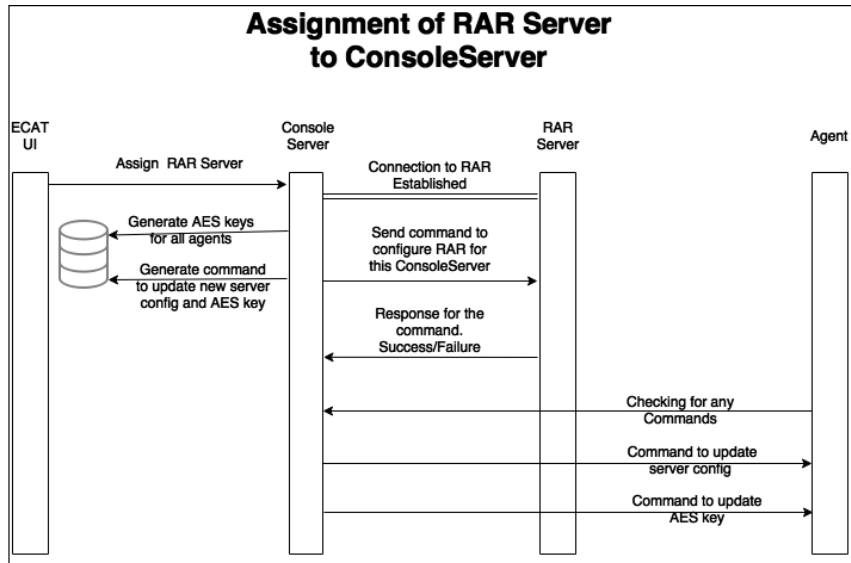 Assignment of RAR Server
to ConsoleServer
ECAT
UI
Console
Server
RAR
Server
Agent
Assign RAR Server
Connection to RAR
Established
Generate AES keys
for all agents
Send command to
configure RAR for
this ConsoleServer
Generate command
to update new server
config and AES key
Response for the
command.
Success/Failure
Checking for any
Commands
Command to update
server config
Command to update
AES key